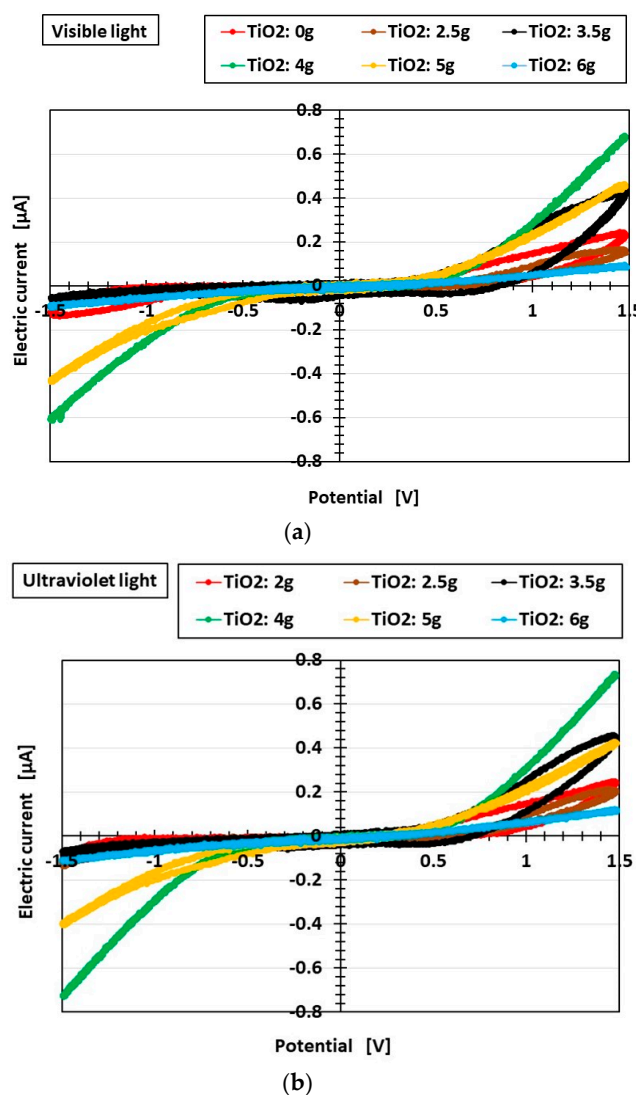 Visible light
TiO2: 0g TiO2: 2.5g TiO2: 3.5g
TiO2: 4g TiO2: 5g TiO2: 6g
0.8
0.6
0.4
0.2
0
-1.5 -1 -0.5 0 0.5 1 1.5
-0.2
-0.4
-0.6
-0.8
Electric current [µA]
Potential [V]
(a)
Ultraviolet light
TiO2: 2g TiO2: 2.5g TiO2: 3.5g
TiO2: 4g TiO2: 5g TiO2: 6g
0.8
0.6
0.4
0.2
0
-1.5 -1 -0.5 0 0.5 1 1.5
-0.2
-0.4
-0.6
-0.8
Electric current [µA]
Potential [V]
(b)